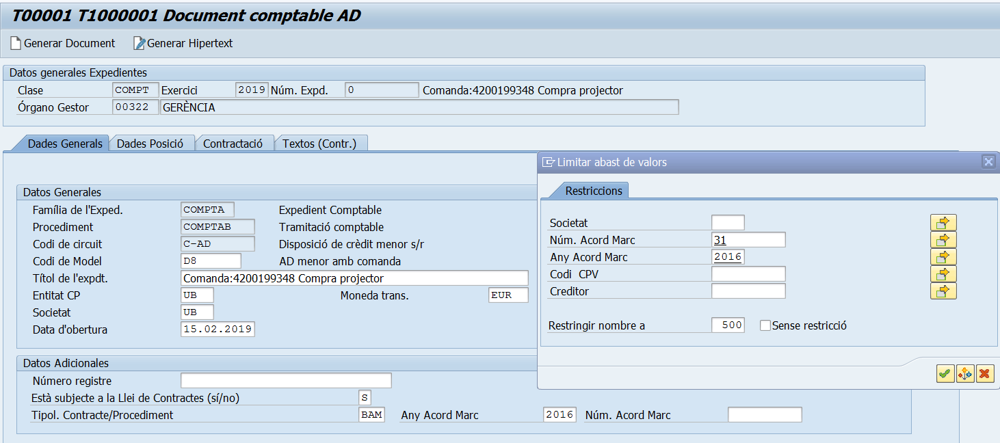 T00001 T1000001 Document comptable AD
Generar Document Generar Hipertext
Datos generales Expedientes
Clase COMPT Exercici 2019 Núm. Expd. 0 Comanda:4200199348 Compra projector
Órgano Gestor 00322 GERÈNCIA
Dades Generals Dades Posició Contractació Textos (Contr.)
Datos Generales
Família de l'Exped. COMPTA Expedient Comptable
Procediment COMPTAB Tramitació comptable
Codi de circuit C-AD Disposició de crèdit menor s/r
Codi de Model D8 AD menor amb comanda
Títol de l'expdt. Comanda:4200199348 Compra projector
Entitat CP UB Moneda trans. EUR
Societat UB
Data d'obertura 15.02.2019
Datos Adicionales
Número registre
Està subjecte a la Llei de Contractes (sí/no) S
Tipol. Contracte/Procediment BAM Any Acord Marc 2016 Núm. Acord Marc
Limitar abast de valors
Restriccions
Societat
Núm. Acord Marc 31
Any Acord Marc 2016
Codi CPV
Creditor
Restringir nombre a 500 Sense restricció